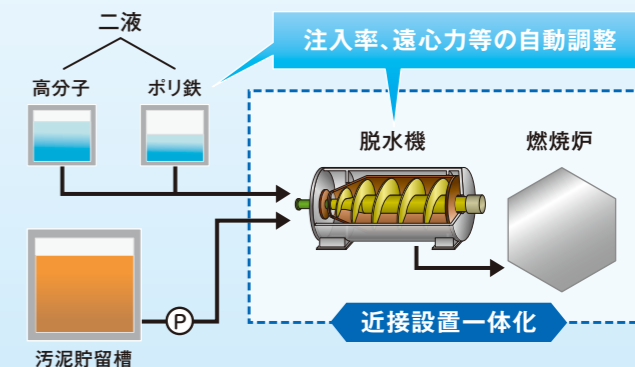 二液
注入率、遠心力等の自動調整
高分子
ポリ鉄
脱水機
燃焼炉
P
近接設置一体化
汚泥貯留槽